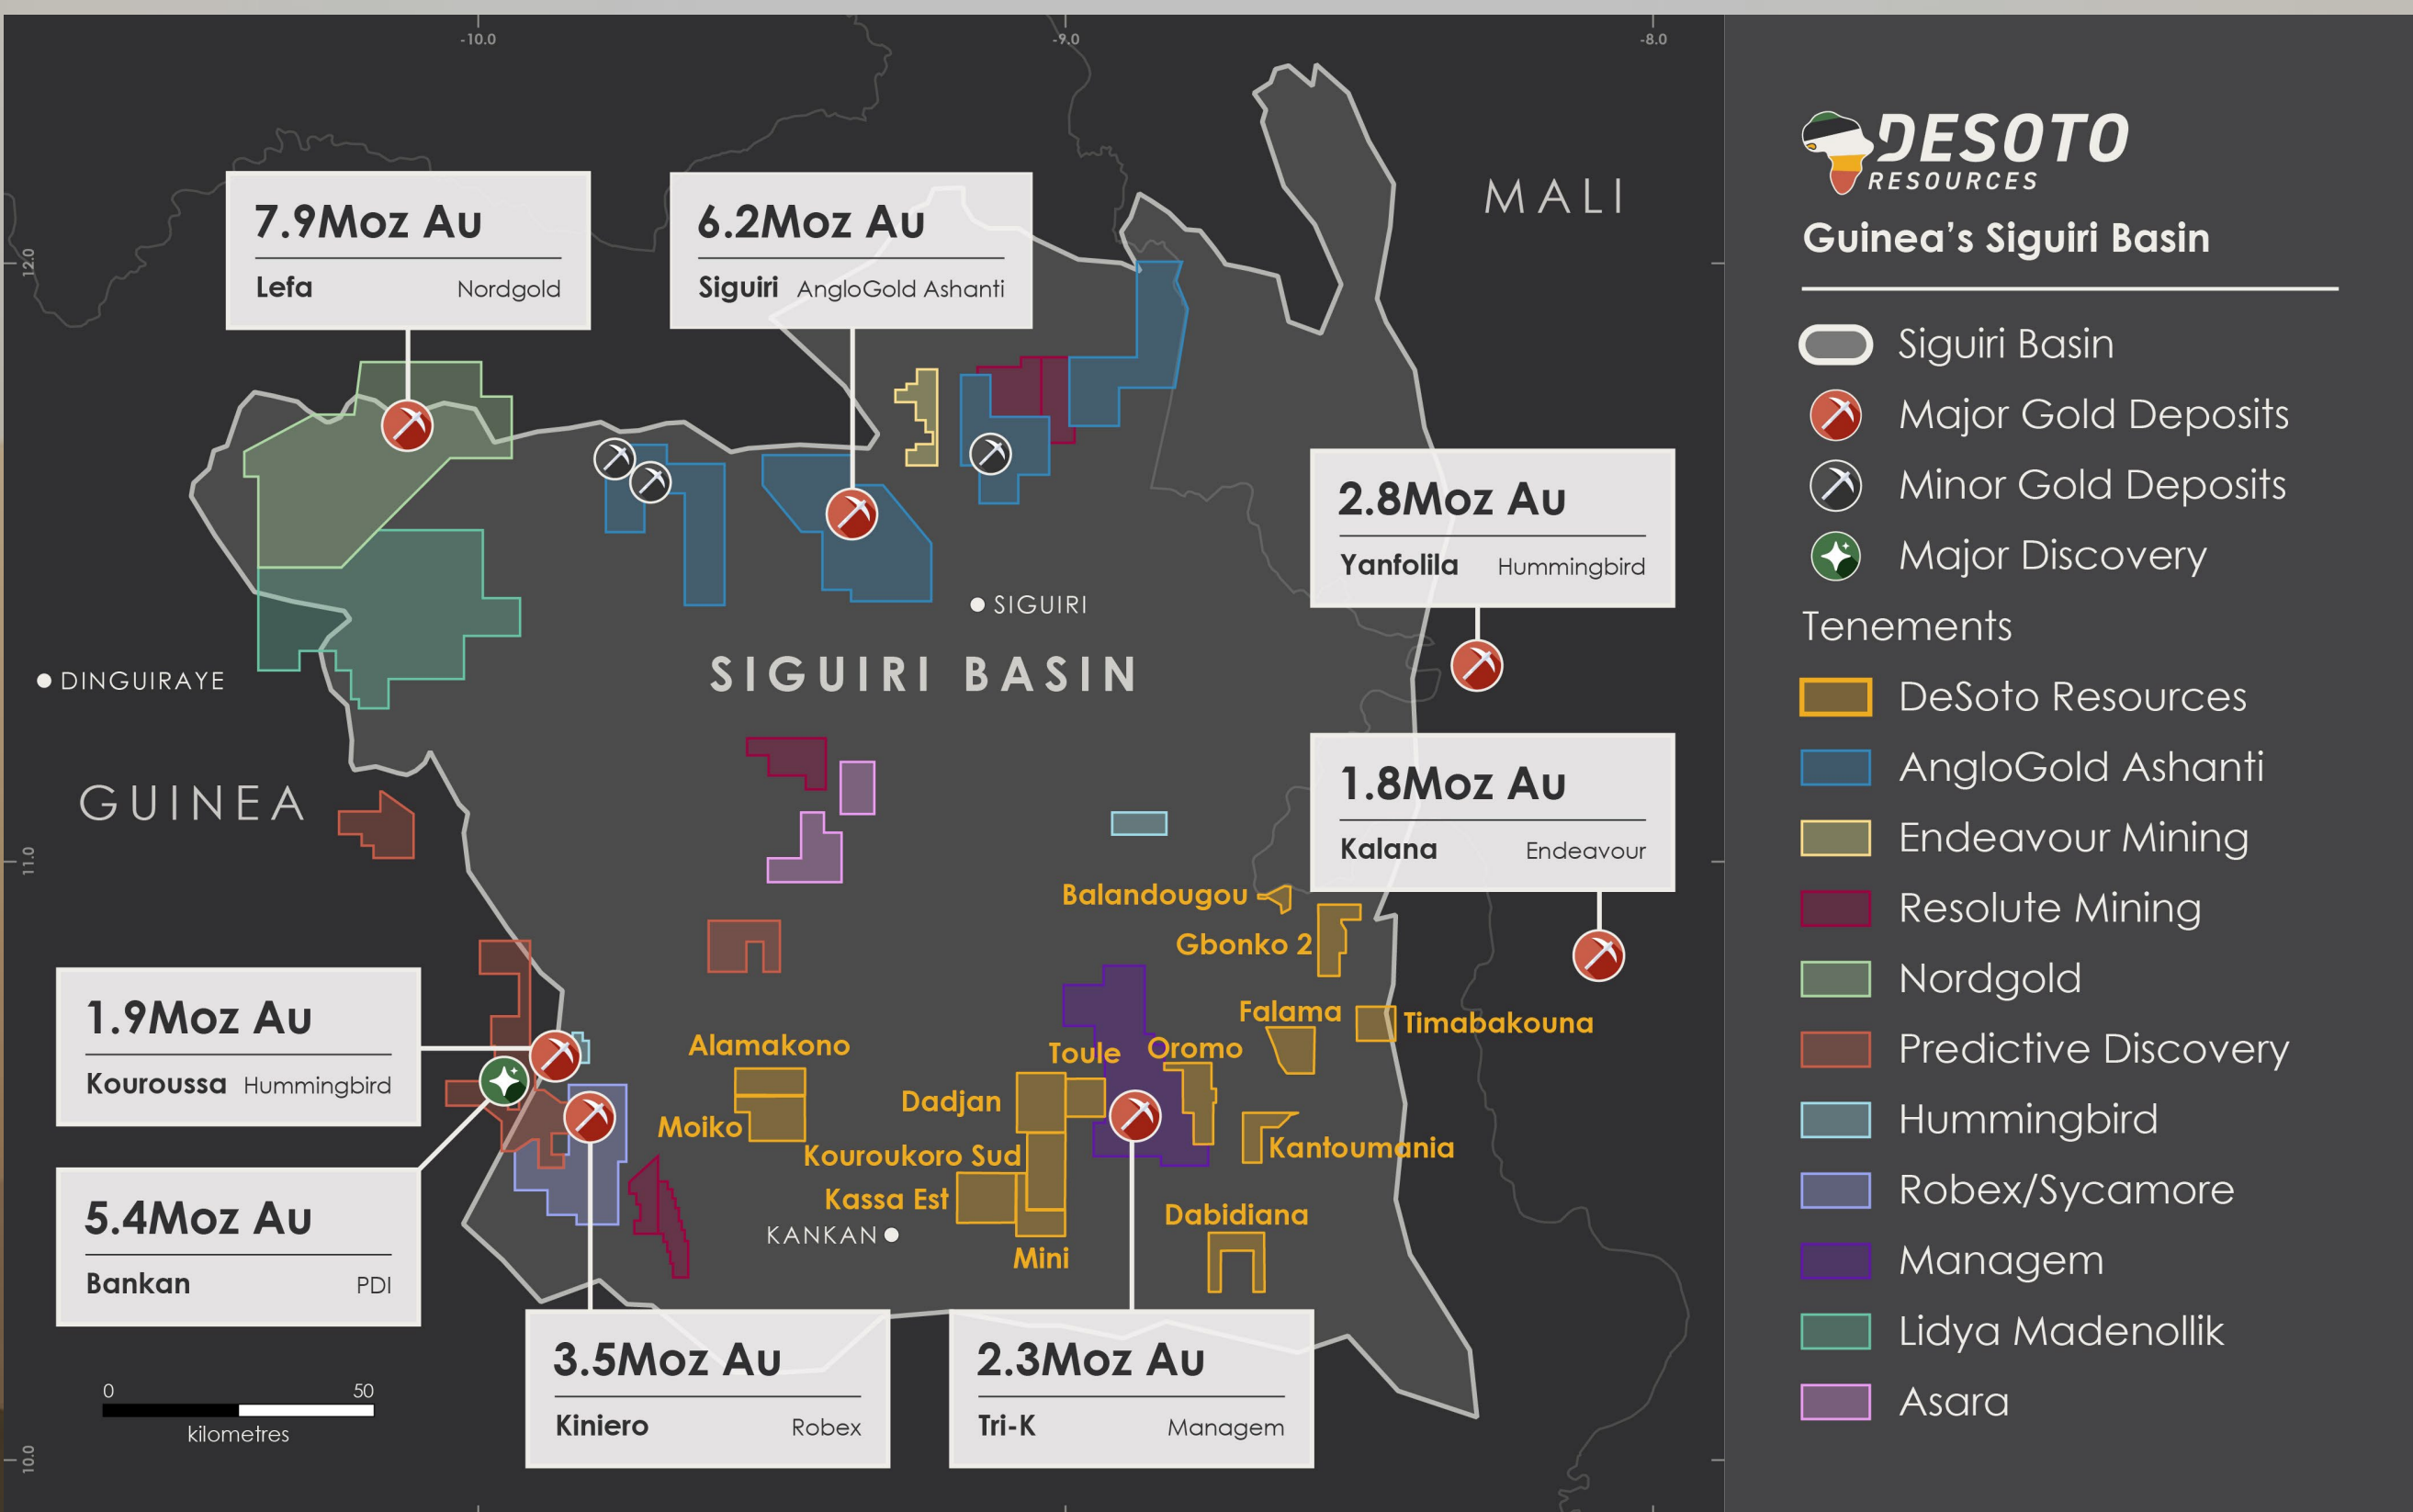 -10.0
-9.0
-8.0
12.0
11.0
10.0
7.9Moz Au
Lefa Nordgold
6.2Moz Au
Siguiri AngloGold Ashanti
MALI
2.8Moz Au
Yanfolila Hummingbird
SIGUIRI
SIGUIRI BASIN
DINGUIRAYE
GUINEA
1.8Moz Au
Kalana Endeavour
Balandougou
Gbonko 2
Falama
Timabakouna
1.9Moz Au
Kouroussa Hummingbird
Alamakono
Toule
Oromo
Dadjan
Moiko
Kantoumania
Kouroukoro Sud
Kassa Est
Dabidiana
KANKAN
Mini
5.4Moz Au
Bankan PDI
3.5Moz Au
Kiniero Robex
2.3Moz Au
Tri-K Managem
0 50
kilometres
DESOTO
RESOURCES
Guinea's Siguiri Basin
Siguiri Basin
Major Gold Deposits
Minor Gold Deposits
Major Discovery
Tenements
DeSoto Resources
AngloGold Ashanti
Endeavour Mining
Resolute Mining
Nordgold
Predictive Discovery
Hummingbird
Robex/Sycamore
Managem
Lidya Madenollik
Asara